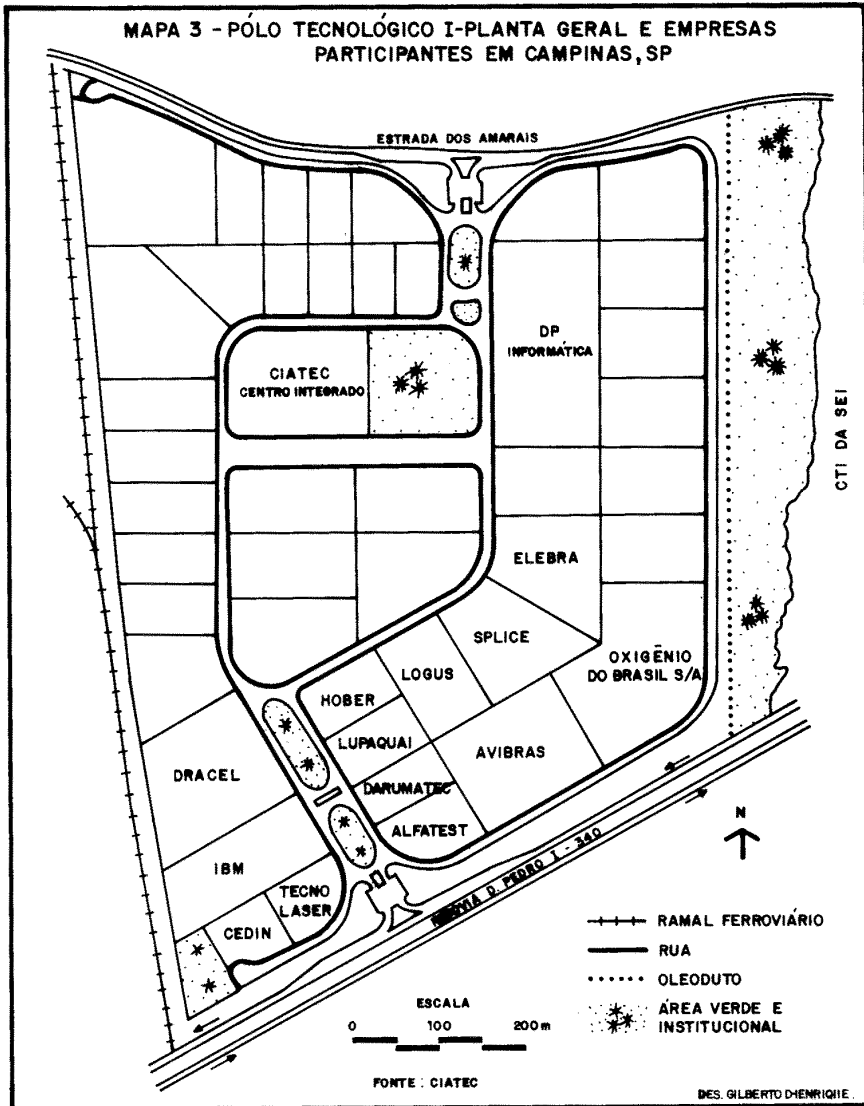 MAPA 3 - PÓLO TECNOLÓGICO I-PLANTA GERAL E EMPRESAS
PARTICIPANTES EM CAMPINAS, SP
ESTRADA DOS AMARAIS
DP
INFORMÁTICA
CIATEC
CENTRO INTEGRADO
CTI DA SEI
ELEBRA
SPLICE
OXIGÊNIO
DO BRASIL S/A
LOGUS
HOBER
LUPAQUAI
AVIBRAS
DRACEL
DARUMATEC
ALFATEST
IBM
TECNO
LASER
CEDIN
D. PEDRO I - 340
N
RAMAL FERROVIÁRIO
RUA
OLEODUTO
ÁREA VERDE E
INSTITUCIONAL
ESCALA
0 100 200m
FONTE: CIATEC
DES. GILBERTO